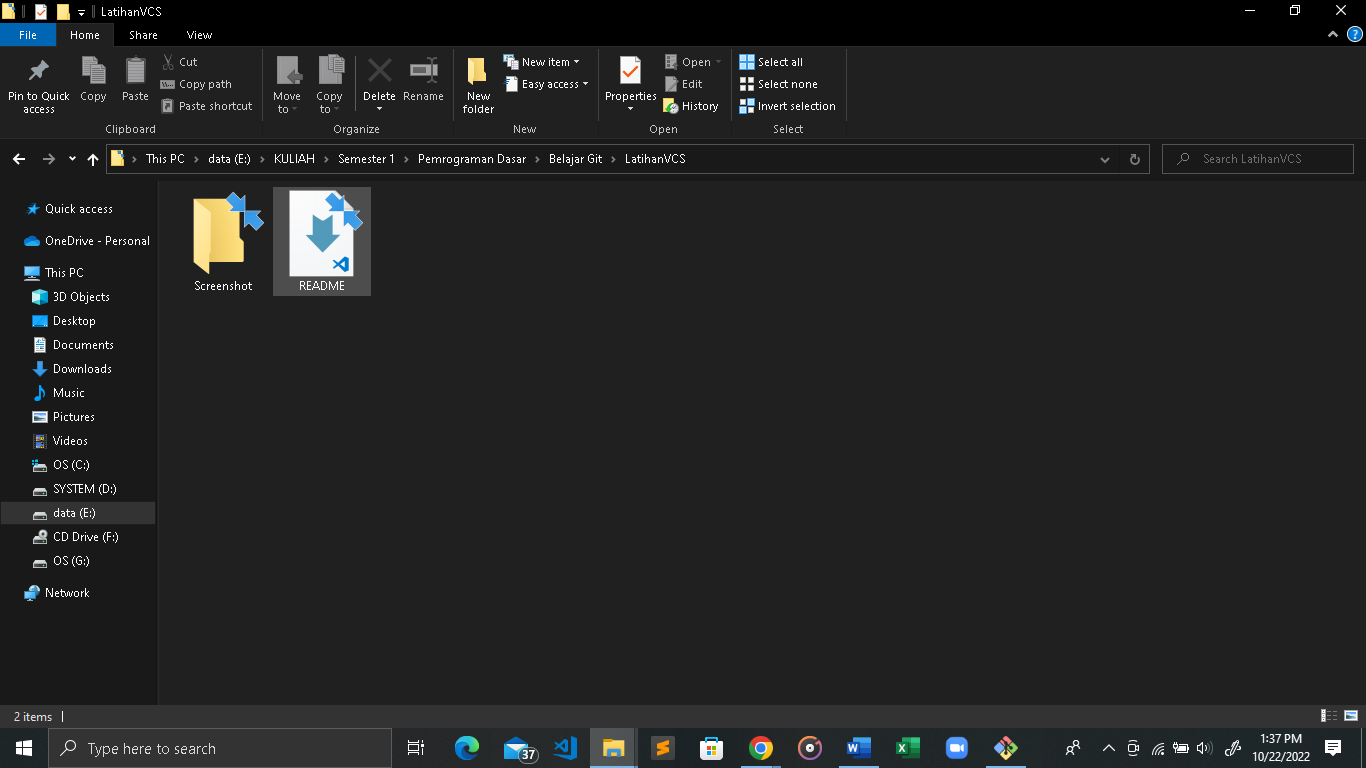 LatihanVCS
File Home Share View
Pin to Quick access
Copy
Paste
Cut
Copy path
Paste shortcut
Clipboard
Move to
Copy to
Delete
Rename
Organize
New folder
New item
Easy access
New
Properties
Open
Edit
History
Open
Select all
Select none
Invert selection
Select
This PC › data (E:) › KULIAH › Semester 1 › Pemrograman Dasar › Belajar Git › LatihanVCS
Search LatihanVCS
Quick access
OneDrive - Personal
This PC
3D Objects
Desktop
Documents
Downloads
Music
Pictures
Videos
OS (C:)
SYSTEM (D:)
data (E:)
CD Drive (F:)
OS (G:)
Network
Screenshot
README
2 items
Type here to search
37
1:37 PM
10/22/2022